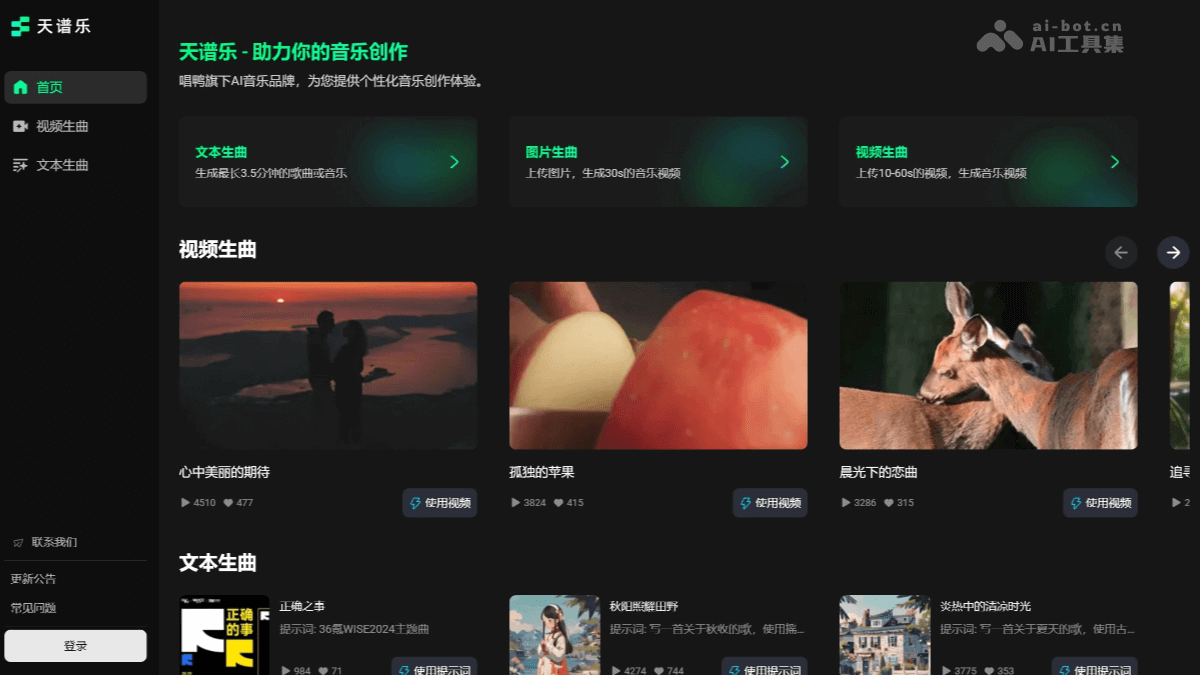 天谱乐
首页
视频生曲
文本生曲
联系我们
更新公告
常见问题
登录
ai-bot.cn
AI工具集
天谱乐 - 助力你的音乐创作
唱鸭旗下AI音乐品牌，为您提供个性化音乐创作体验。
文本生曲
生成最长3.5分钟的歌曲或音乐
图片生曲
上传图片，生成30s的音乐视频
视频生曲
上传10-60s的视频，生成音乐视频
视频生曲
心中美丽的期待
4510 477
使用视频
孤独的苹果
3824 415
使用视频
晨光下的恋曲
3286 315
使用视频
追寻
2
文本生曲
正确的事
正确之事
提示词: 36氪WISE2024主题曲
984 71
使用提示词
秋阳照耀田野
提示词: 写一首关于秋收的歌，使用摇...
4274 744
使用提示词
炎热中的清凉时光
提示词: 写一首关于夏天的歌，使用古...
3775 353
使用提示词